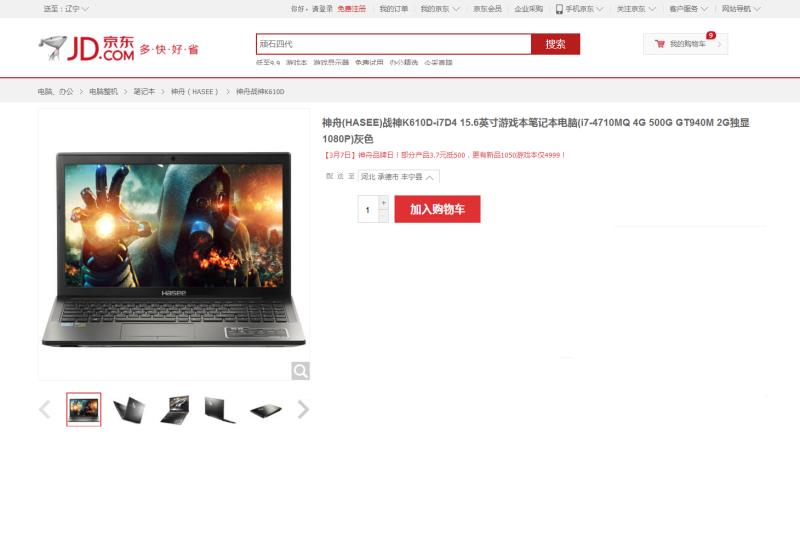 送至：辽宁
你好，请登录 免费注册 我的订单 我的京东 京东会员 企业采购 手机京东 关注京东 客户服务 网站导航
JD.COM 京东 多·快·好·省
顽石四代 搜索
我的购物车 9
低至9.9 游戏本 游戏显示器 免费试用 办公精选
电脑、办公 > 电脑整机 > 笔记本 > 神舟（HASEE） > 神舟战神K610D
神舟(HASEE)战神K610D-i7D4 15.6英寸游戏本笔记本电脑(i7-4710MQ 4G 500G GT940M 2G独显
1080P)灰色
【3月7日】神舟品牌日！部分产品3.7元抵500，更有新品1050游戏本仅4999！
配送至 河北 承德市 丰宁县
1 + 加入购物车
Hasee